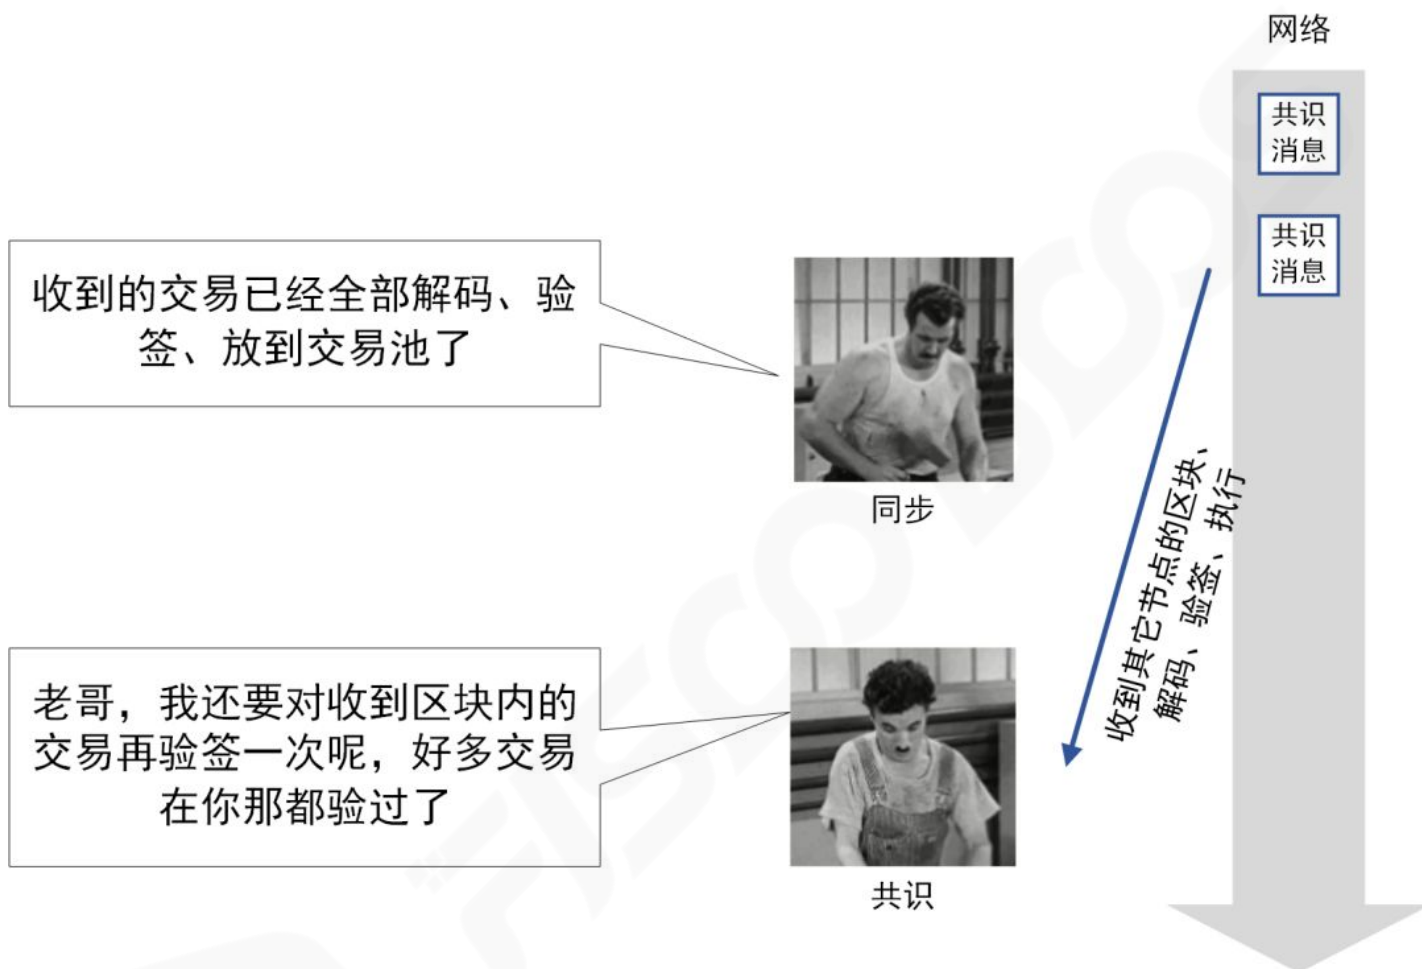 网络
共识
消息
共识
消息
收到的交易已经全部解码、验
签、放到交易池了
同步
收到其它节点的区块、
解码、验签、执行
老哥，我还要对收到区块内的
交易再验签一次呢，好多交易
在你那都验过了
共识
FISCO BCOS